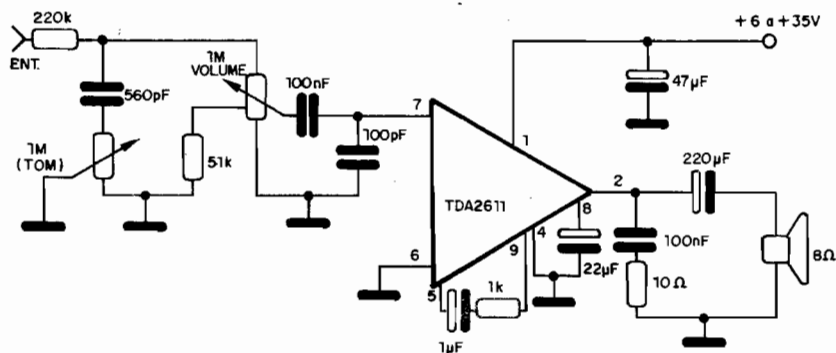 220k
ENT.
560pF
1M
(TOM)
51k
1M
VOLUME
100nF
100pF
7
6
5
TDA2611
9
4
8
1
2
1µF
1k
22µF
+6 a +35V
47µF
220µF
100nF
10Ω
8Ω